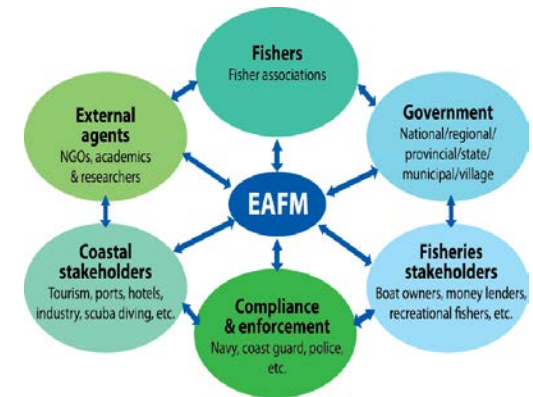 Fishers
Fisher associations
External
agents
NGOs, academics
& researchers
Government
National/regional/
provincial/state/
municipal/village
EAFM
Coastal
stakeholders
Tourism, ports, hotels,
industry, scuba diving, etc.
Fisheries
stakeholders
Boat owners, money lenders,
recreational fishers, etc.
Compliance
& enforcement
Navy, coast guard, police,
etc.